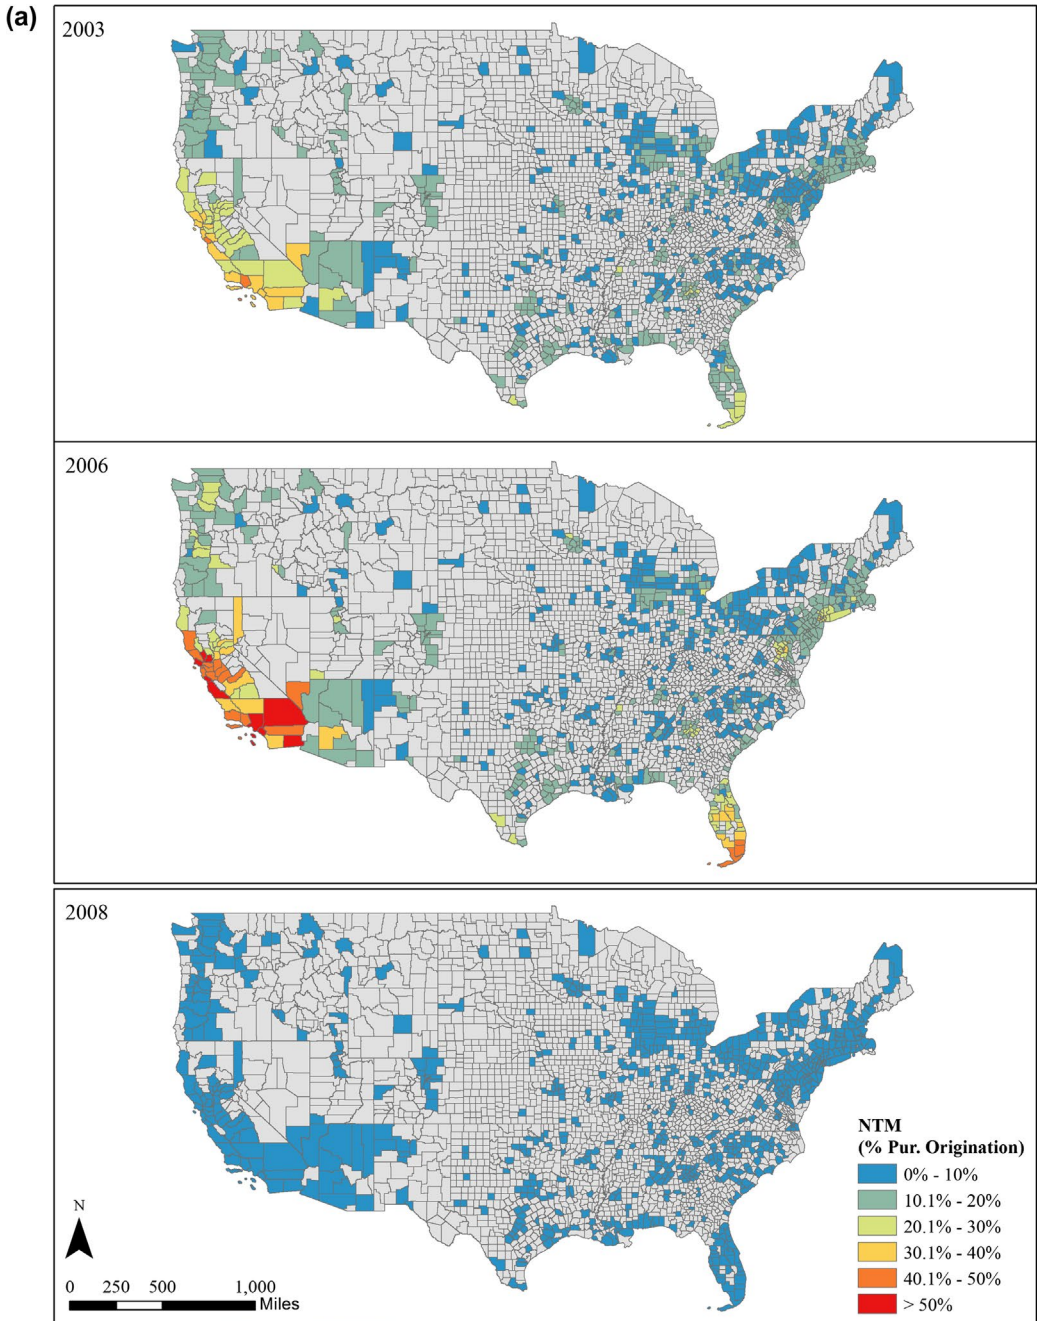 (a)
2003
2006
2008
NTM
(% Pur. Origination)
0% - 10%
10.1% - 20%
20.1% - 30%
30.1% - 40%
40.1% - 50%
> 50%
N
0 250 500 1,000
Miles